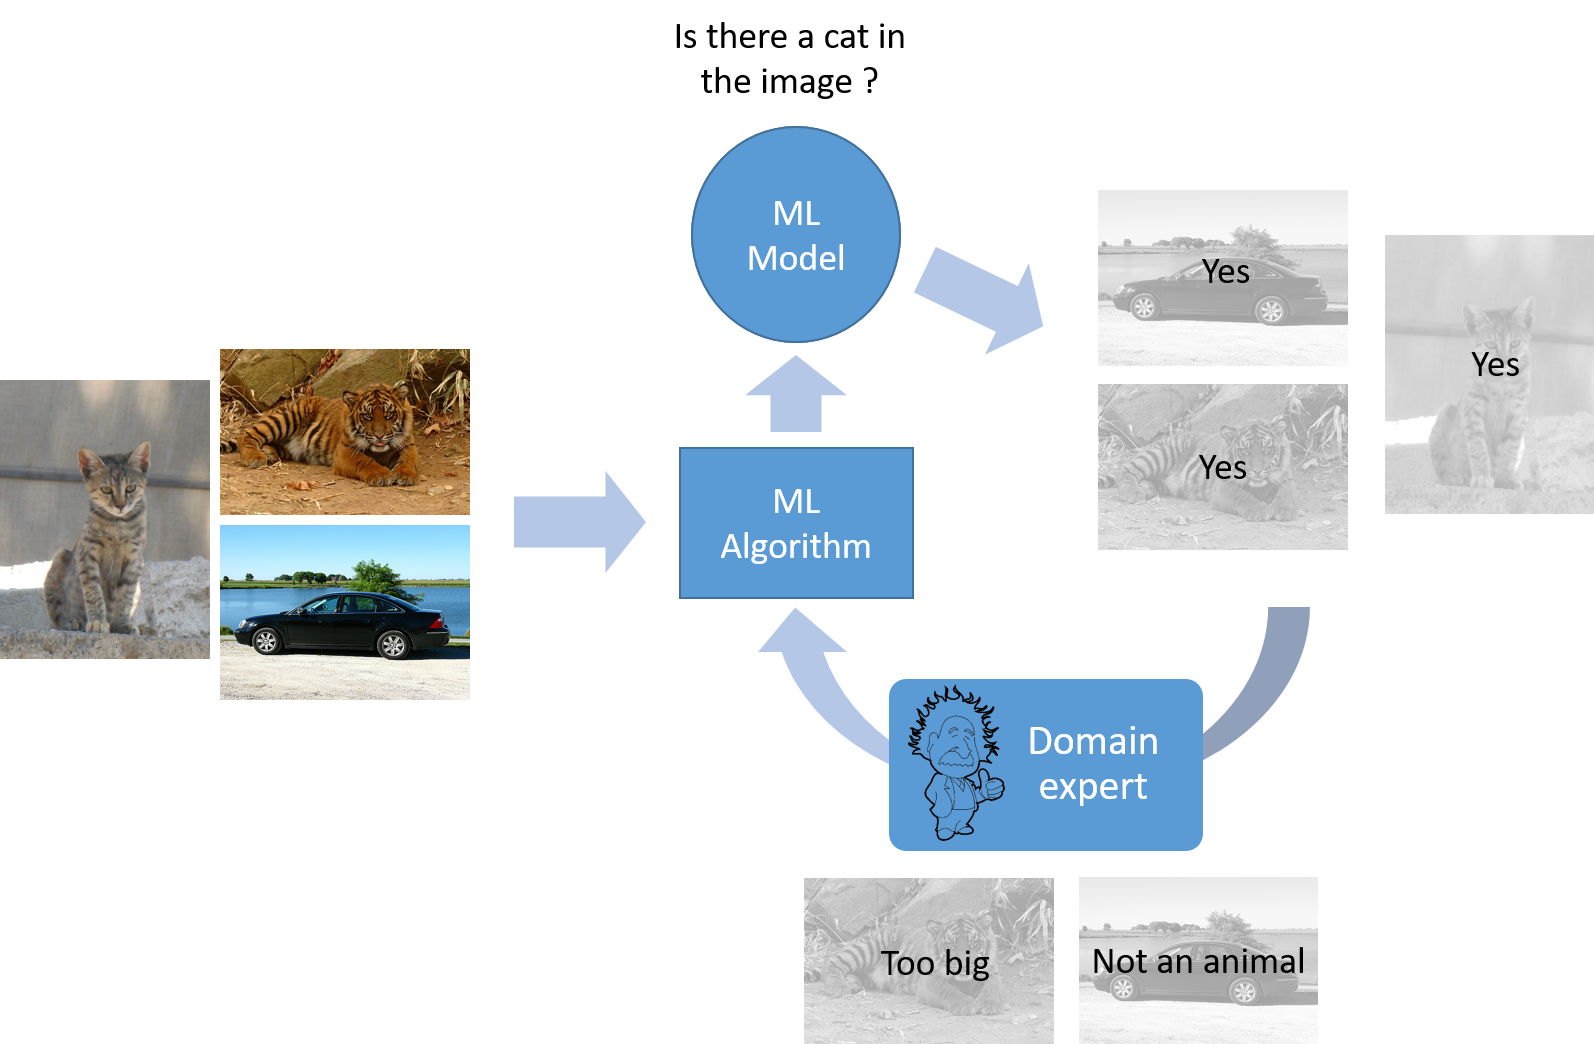 Is there a cat in
the image ?
ML
Model
Yes
Yes
Yes
ML
Algorithm
Domain
expert
Too big
Not an animal